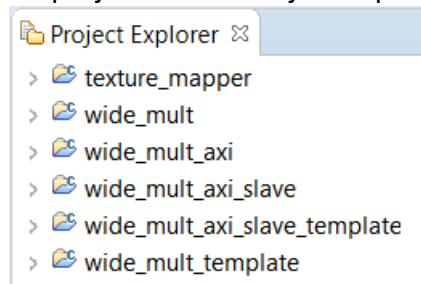 Project Explorer
texture_mapper
wide_mult
wide_mult_axi
wide_mult_axi_slave
wide_mult_axi_slave_template
wide_mult_template